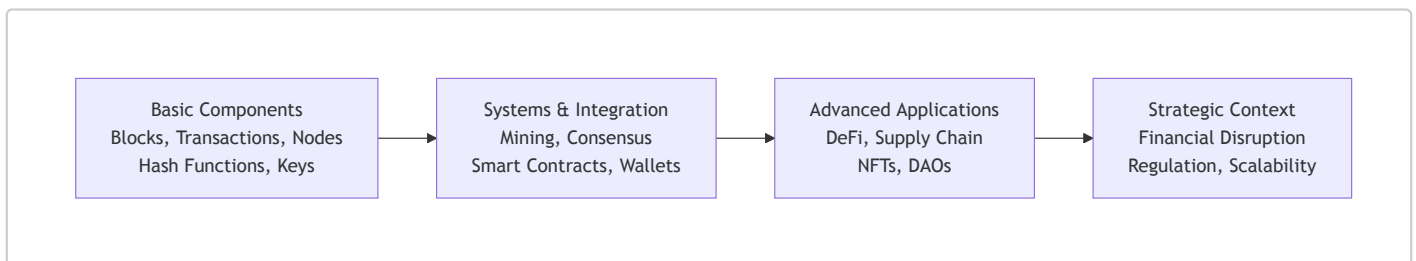 Basic Components
Blocks, Transactions, Nodes
Hash Functions, Keys
Systems & Integration
Mining, Consensus
Smart Contracts, Wallets
Advanced Applications
DeFi, Supply Chain
NFTs, DAOs
Strategic Context
Financial Disruption
Regulation, Scalability